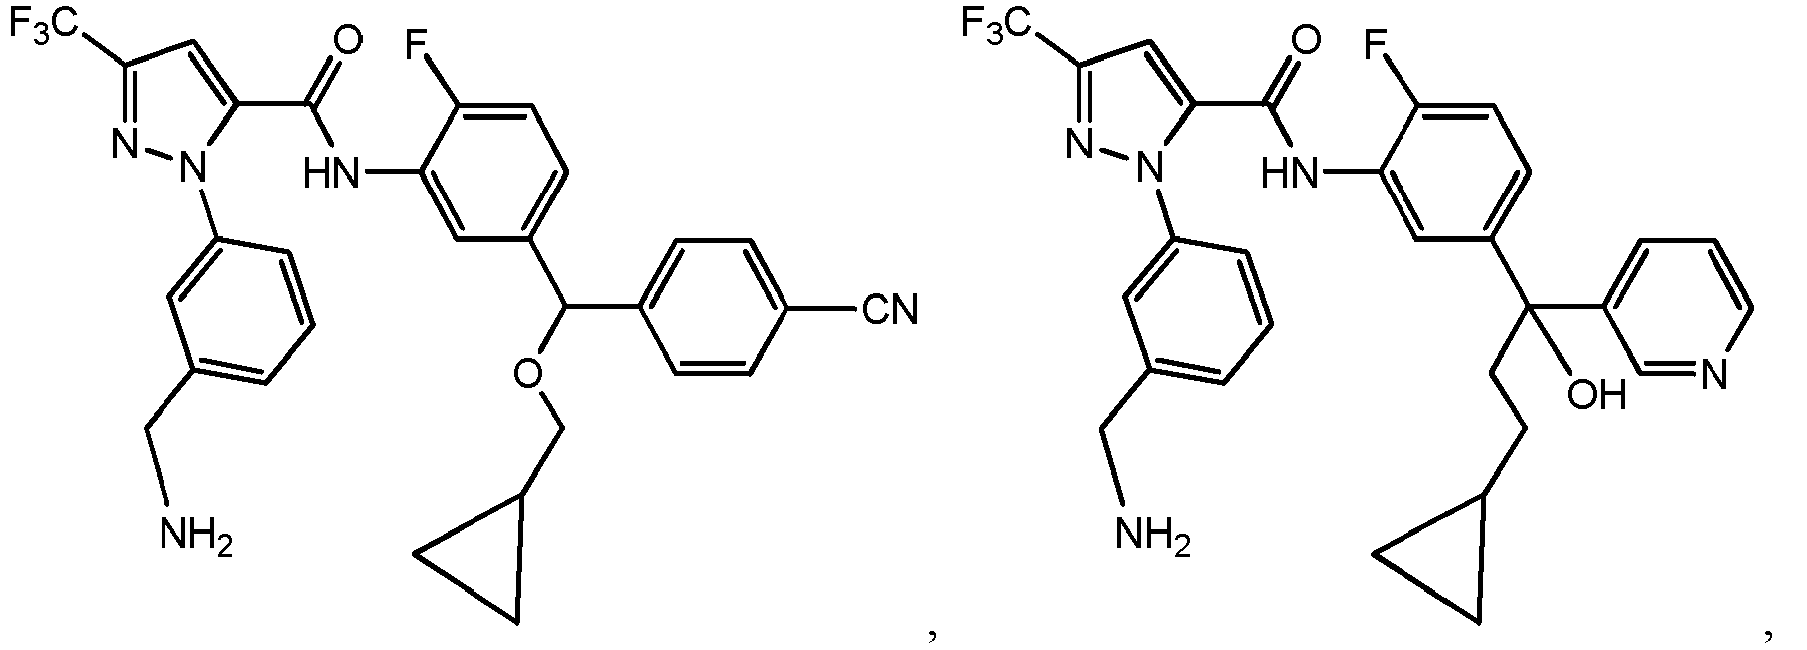 F3C O F
N N HN
CN
O
NH2
,
F3C O F
N N HN
OH N
NH2
,